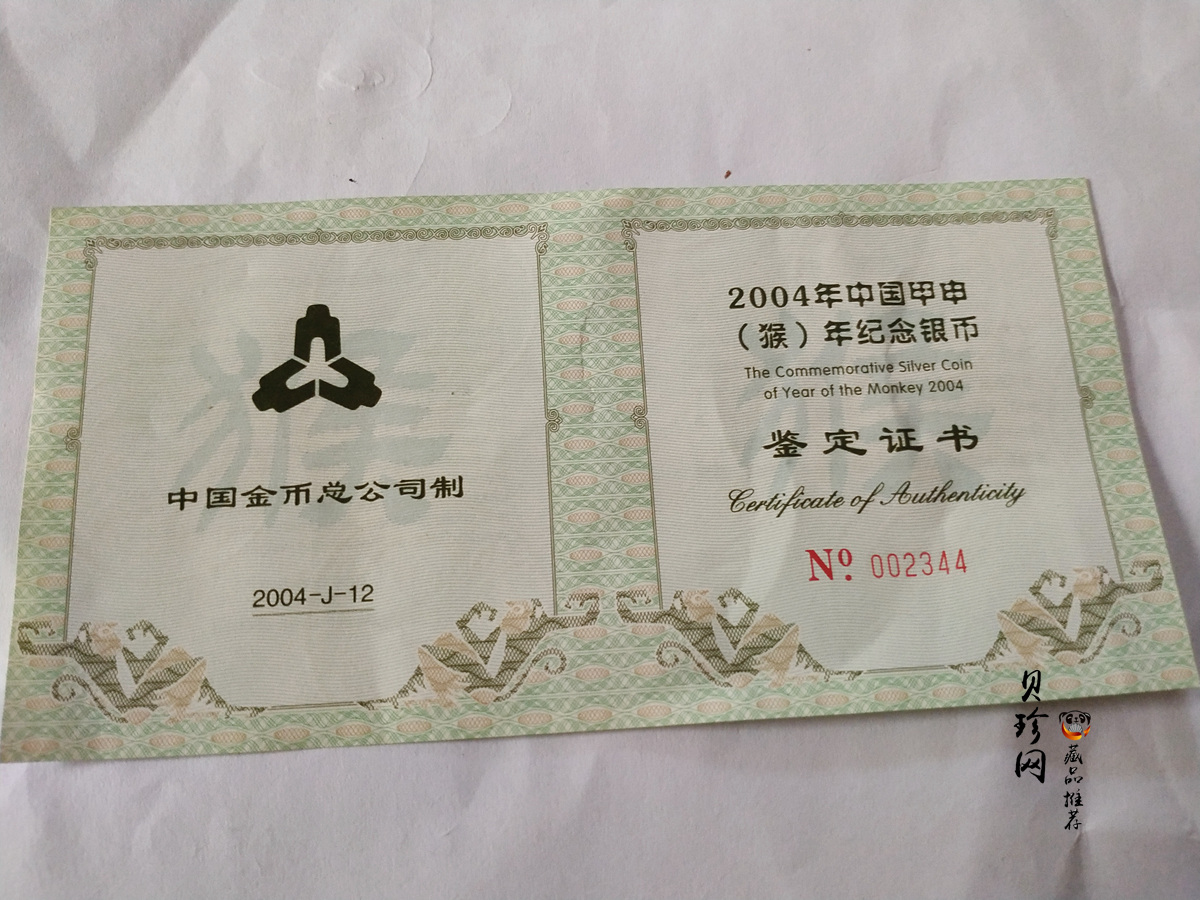 中国金币总公司制
2004-J-12
2004年中国甲申
（猴）年纪念银币
The Commemorative Silver Coin
of Year of the Monkey 2004
鉴定证书
Certificate of Authenticity
Nº. 002344
猴
猴
贝珍网
藏品推荐